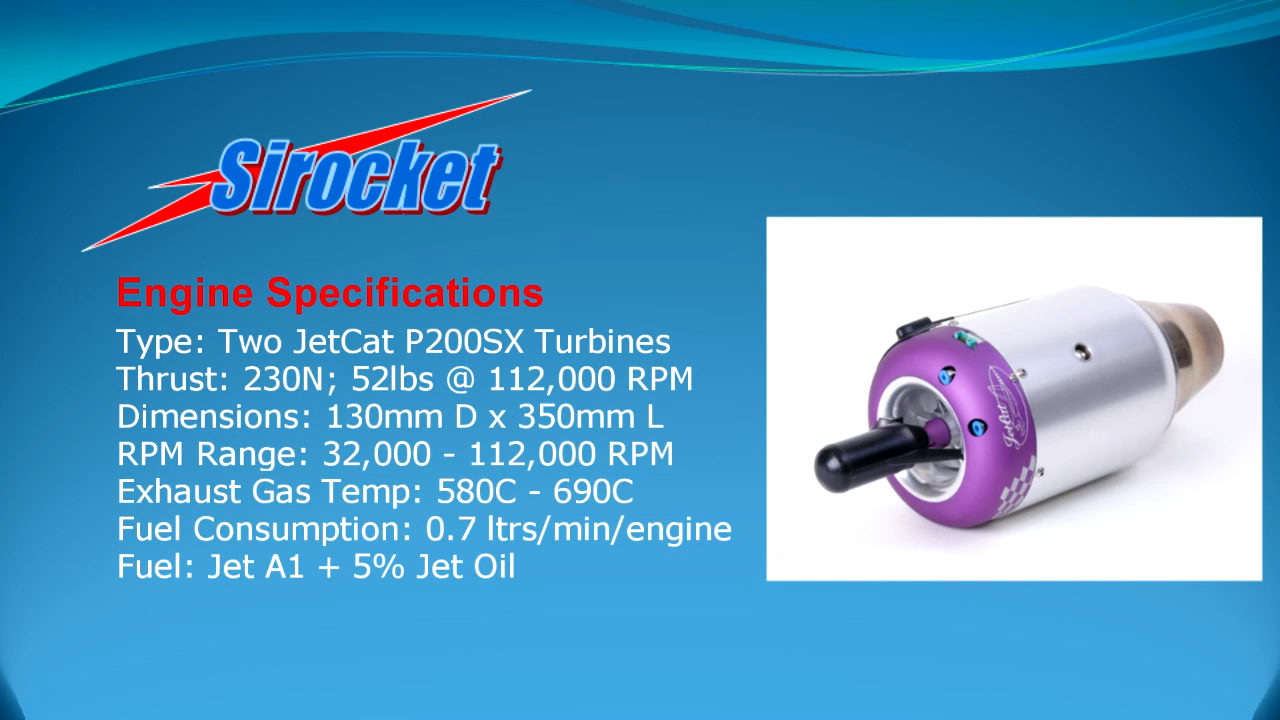 Sirocket
Engine Specifications
Type: Two JetCat P200SX Turbines
Thrust: 230N; 52lbs @ 112,000 RPM
Dimensions: 130mm D x 350mm L
RPM Range: 32,000 - 112,000 RPM
Exhaust Gas Temp: 580C - 690C
Fuel Consumption: 0.7 ltrs/min/engine
Fuel: Jet A1 + 5% Jet Oil
JetCat